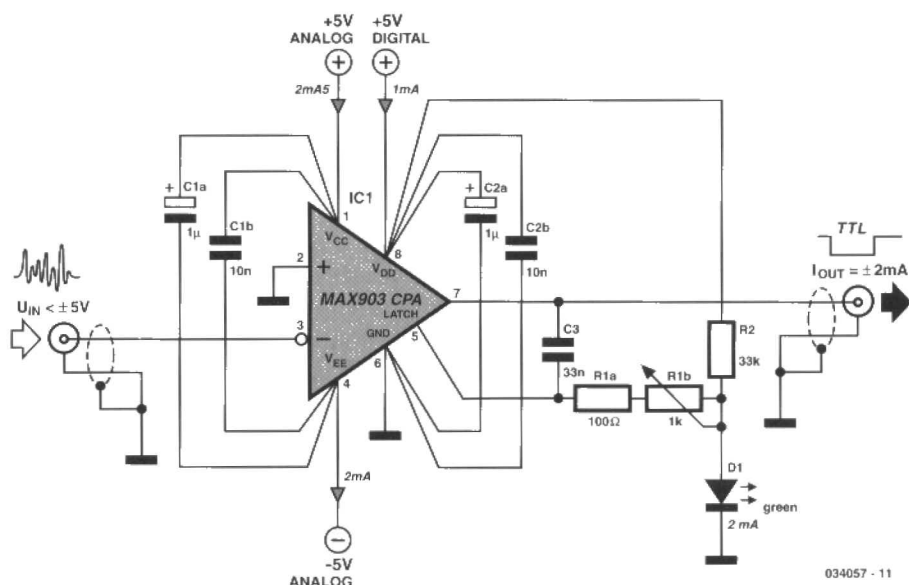 +5V
ANALOG
+5V
DIGITAL
+
+
2mA5
1mA
+
C1a
1μ
C1b
10n
IC1
+
C2a
1μ
C2b
10n
1
VCC
8
VDD
2
+
MAX903 CPA
LATCH
7
5
3
−
GND
VEE
4
6
UIN < ±5V
TTL
IOUT = ±2mA
C3
33n
R2
33k
R1a
100Ω
R1b
1k
D1
green
2 mA
2mA
−
-5V
ANALOG
034057 - 11